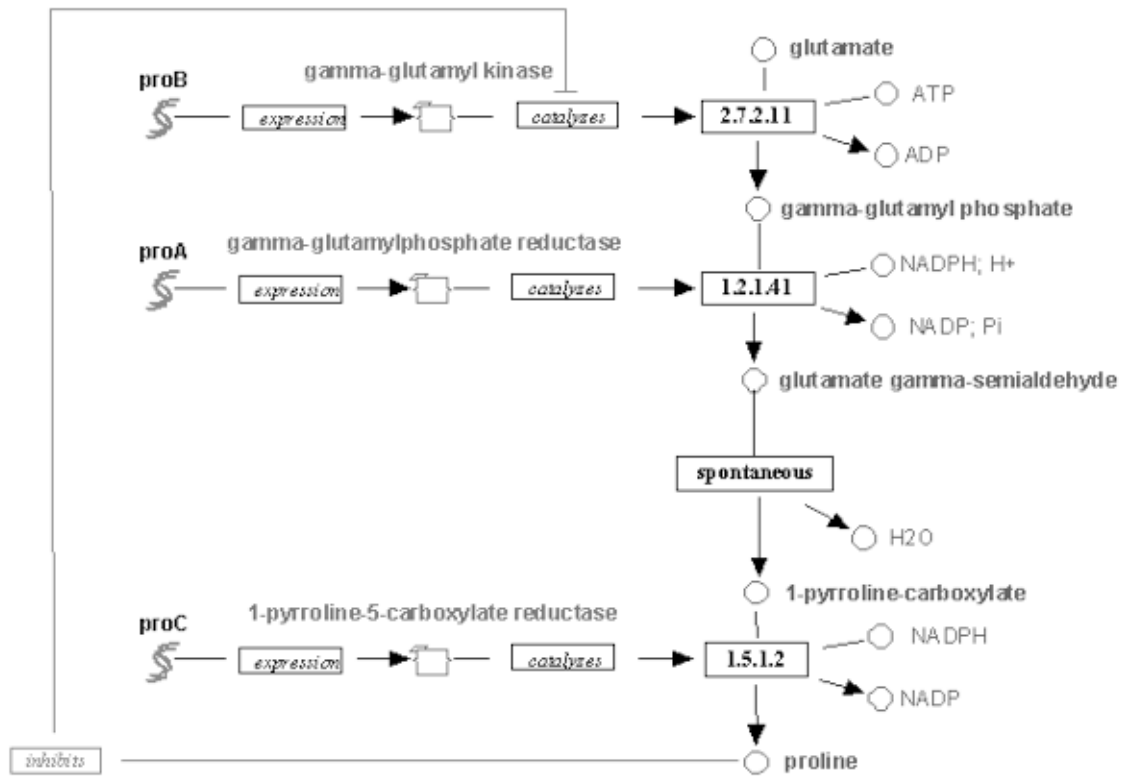 glutamate
proB
gamma-glutamyl kinase
expression
catalyzes
2.7.2.11
ATP
ADP
gamma-glutamyl phosphate
proA
gamma-glutamylphosphate reductase
expression
catalyzes
1.2.1.41
NADPH; H+
NADP; Pi
glutamate gamma-semialdehyde
spontaneous
H2O
1-pyrroline-carboxylate
proC
1-pyrroline-5-carboxylate reductase
expression
catalyzes
1.5.1.2
NADPH
NADP
inhibits
proline